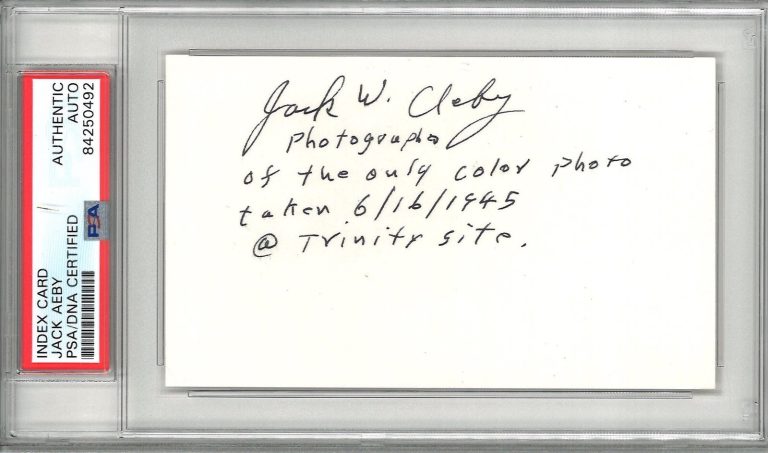 AUTHENTIC
AUTO
84250492
PSA
INDEX CARD
JACK AEBY
PSA/DNA CERTIFIED
Jack W. Aeby
Photographer
of the only color photo
taken 6/16/1945
@ Trinity site.